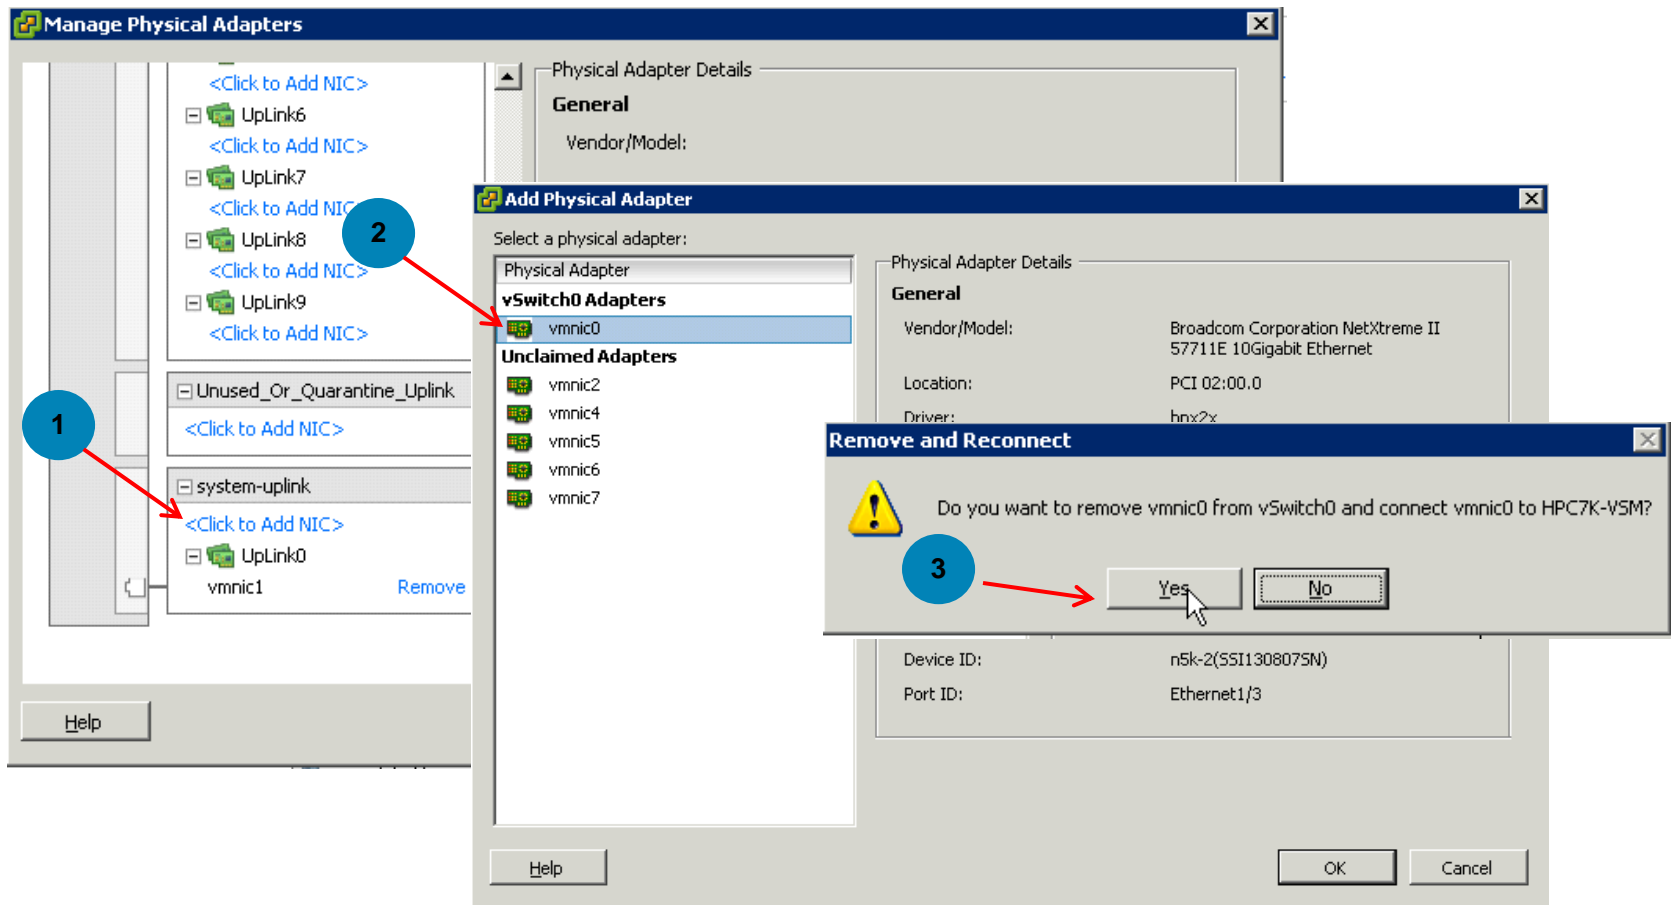 Manage Physical Adapters
<Click to Add NIC>
UpLink6
<Click to Add NIC>
UpLink7
<Click to Add NIC
UpLink8
<Click to Add NIC>
UpLink9
<Click to Add NIC>
Unused_Or_Quarantine_Uplink
<Click to Add NIC>
1
system-uplink
<Click to Add NIC>
UpLink0
vmnic1 Remove
Help
Physical Adapter Details
General
Vendor/Model:
2
Add Physical Adapter
Select a physical adapter:
Physical Adapter
vSwitch0 Adapters
vmnic0
Unclaimed Adapters
vmnic2
vmnic4
vmnic5
vmnic6
vmnic7
Physical Adapter Details
General
Vendor/Model: Broadcom Corporation NetXtreme II
57711E 10Gigabit Ethernet
Location: PCI 02:00.0
Driver: bnx2x
Remove and Reconnect
Do you want to remove vmnic0 from vSwitch0 and connect vmnic0 to HPC7K-VSM?
3
Yes No
Device ID: n5k-2(SSI130807SN)
Port ID: Ethernet1/3
Help OK Cancel